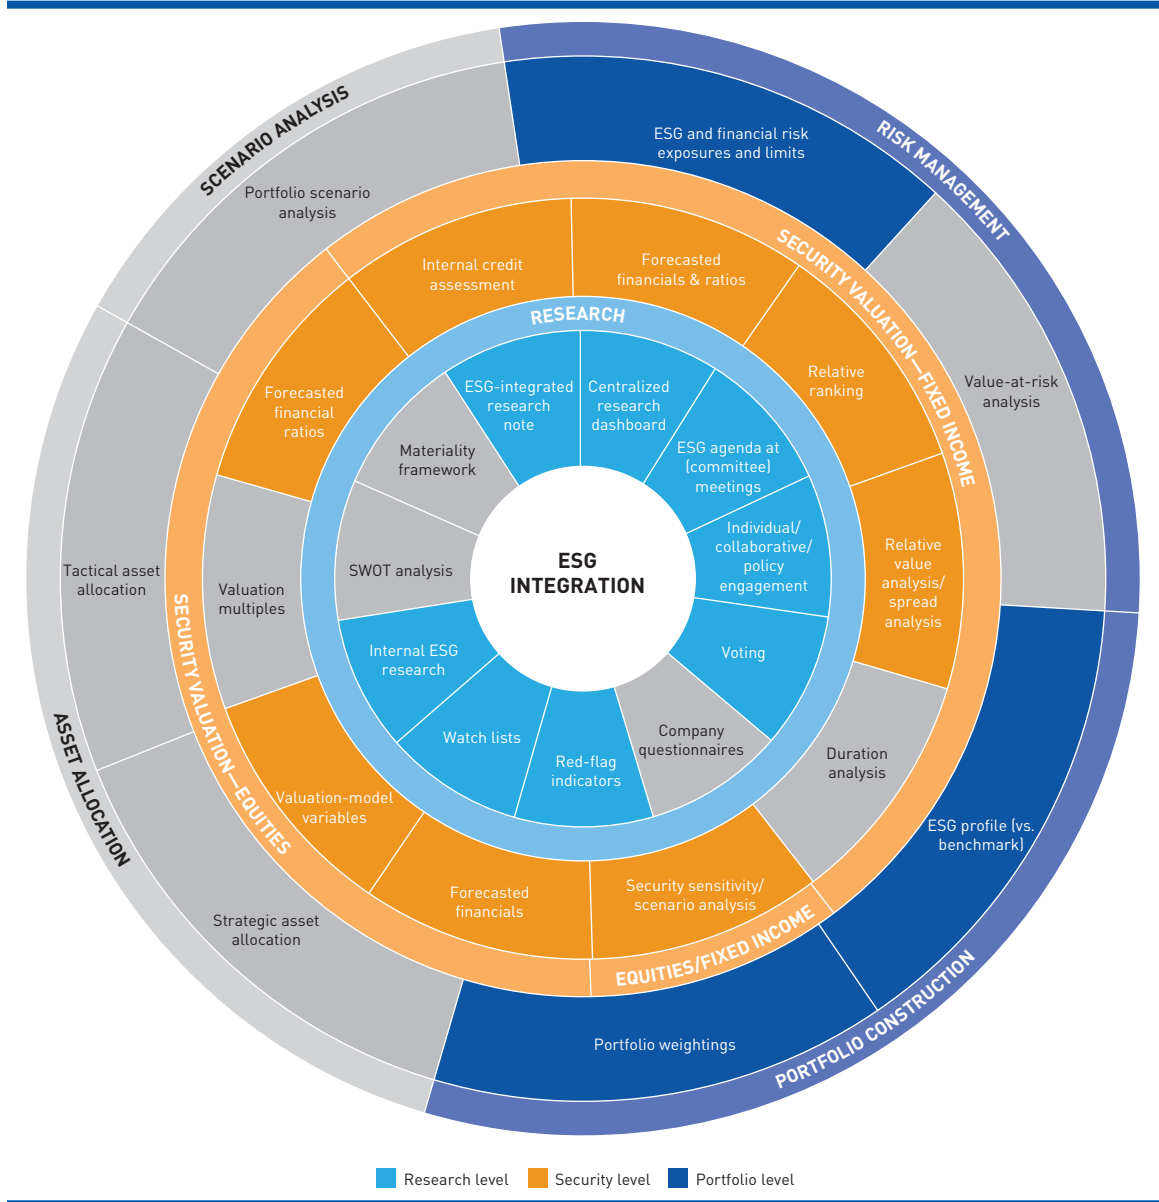 SCENARIO ANALYSIS
RISK MANAGEMENT
ESG and financial risk
exposures and limits
Portfolio scenario
analysis
SECURITY VALUATION—FIXED INCOME
Internal credit
assessment
Forecasted
financials & ratios
RESEARCH
Relative
ranking
Value-at-risk
analysis
Forecasted
financial
ratios
ESG-integrated
research
note
Centralized
research
dashboard
Materiality
framework
ESG agenda at
(committee)
meetings
Individual/
collaborative/
policy
engagement
Relative
value
analysis/
spread
analysis
ESG
INTEGRATION
SWOT analysis
Tactical asset
allocation
Valuation
multiples
SECURITY VALUATION—EQUITIES
Internal ESG
research
Voting
Watch lists
Company
questionnaires
Red-flag
indicators
Duration
analysis
ASSET ALLOCATION
Valuation-model
variables
ESG profile (vs.
benchmark)
Forecasted
financials
Security sensitivity/
scenario analysis
Strategic asset
allocation
EQUITIES/FIXED INCOME
PORTFOLIO CONSTRUCTION
Portfolio weightings
Research level
Security level
Portfolio level